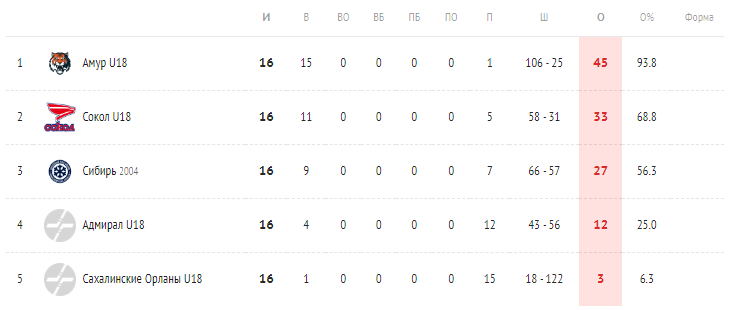 И В ВО ВБ ПБ ПО П Ш О О% Форма
1 Амур U18 16 15 0 0 0 0 1 106 - 25 45 93.8
2 СОКОЛ Сокол U18 16 11 0 0 0 0 5 58 - 31 33 68.8
3 Сибирь 2004 16 9 0 0 0 0 7 66 - 57 27 56.3
4 Адмирал U18 16 4 0 0 0 0 12 43 - 56 12 25.0
5 Сахалинские Орланы U18 16 1 0 0 0 0 15 18 - 122 3 6.3